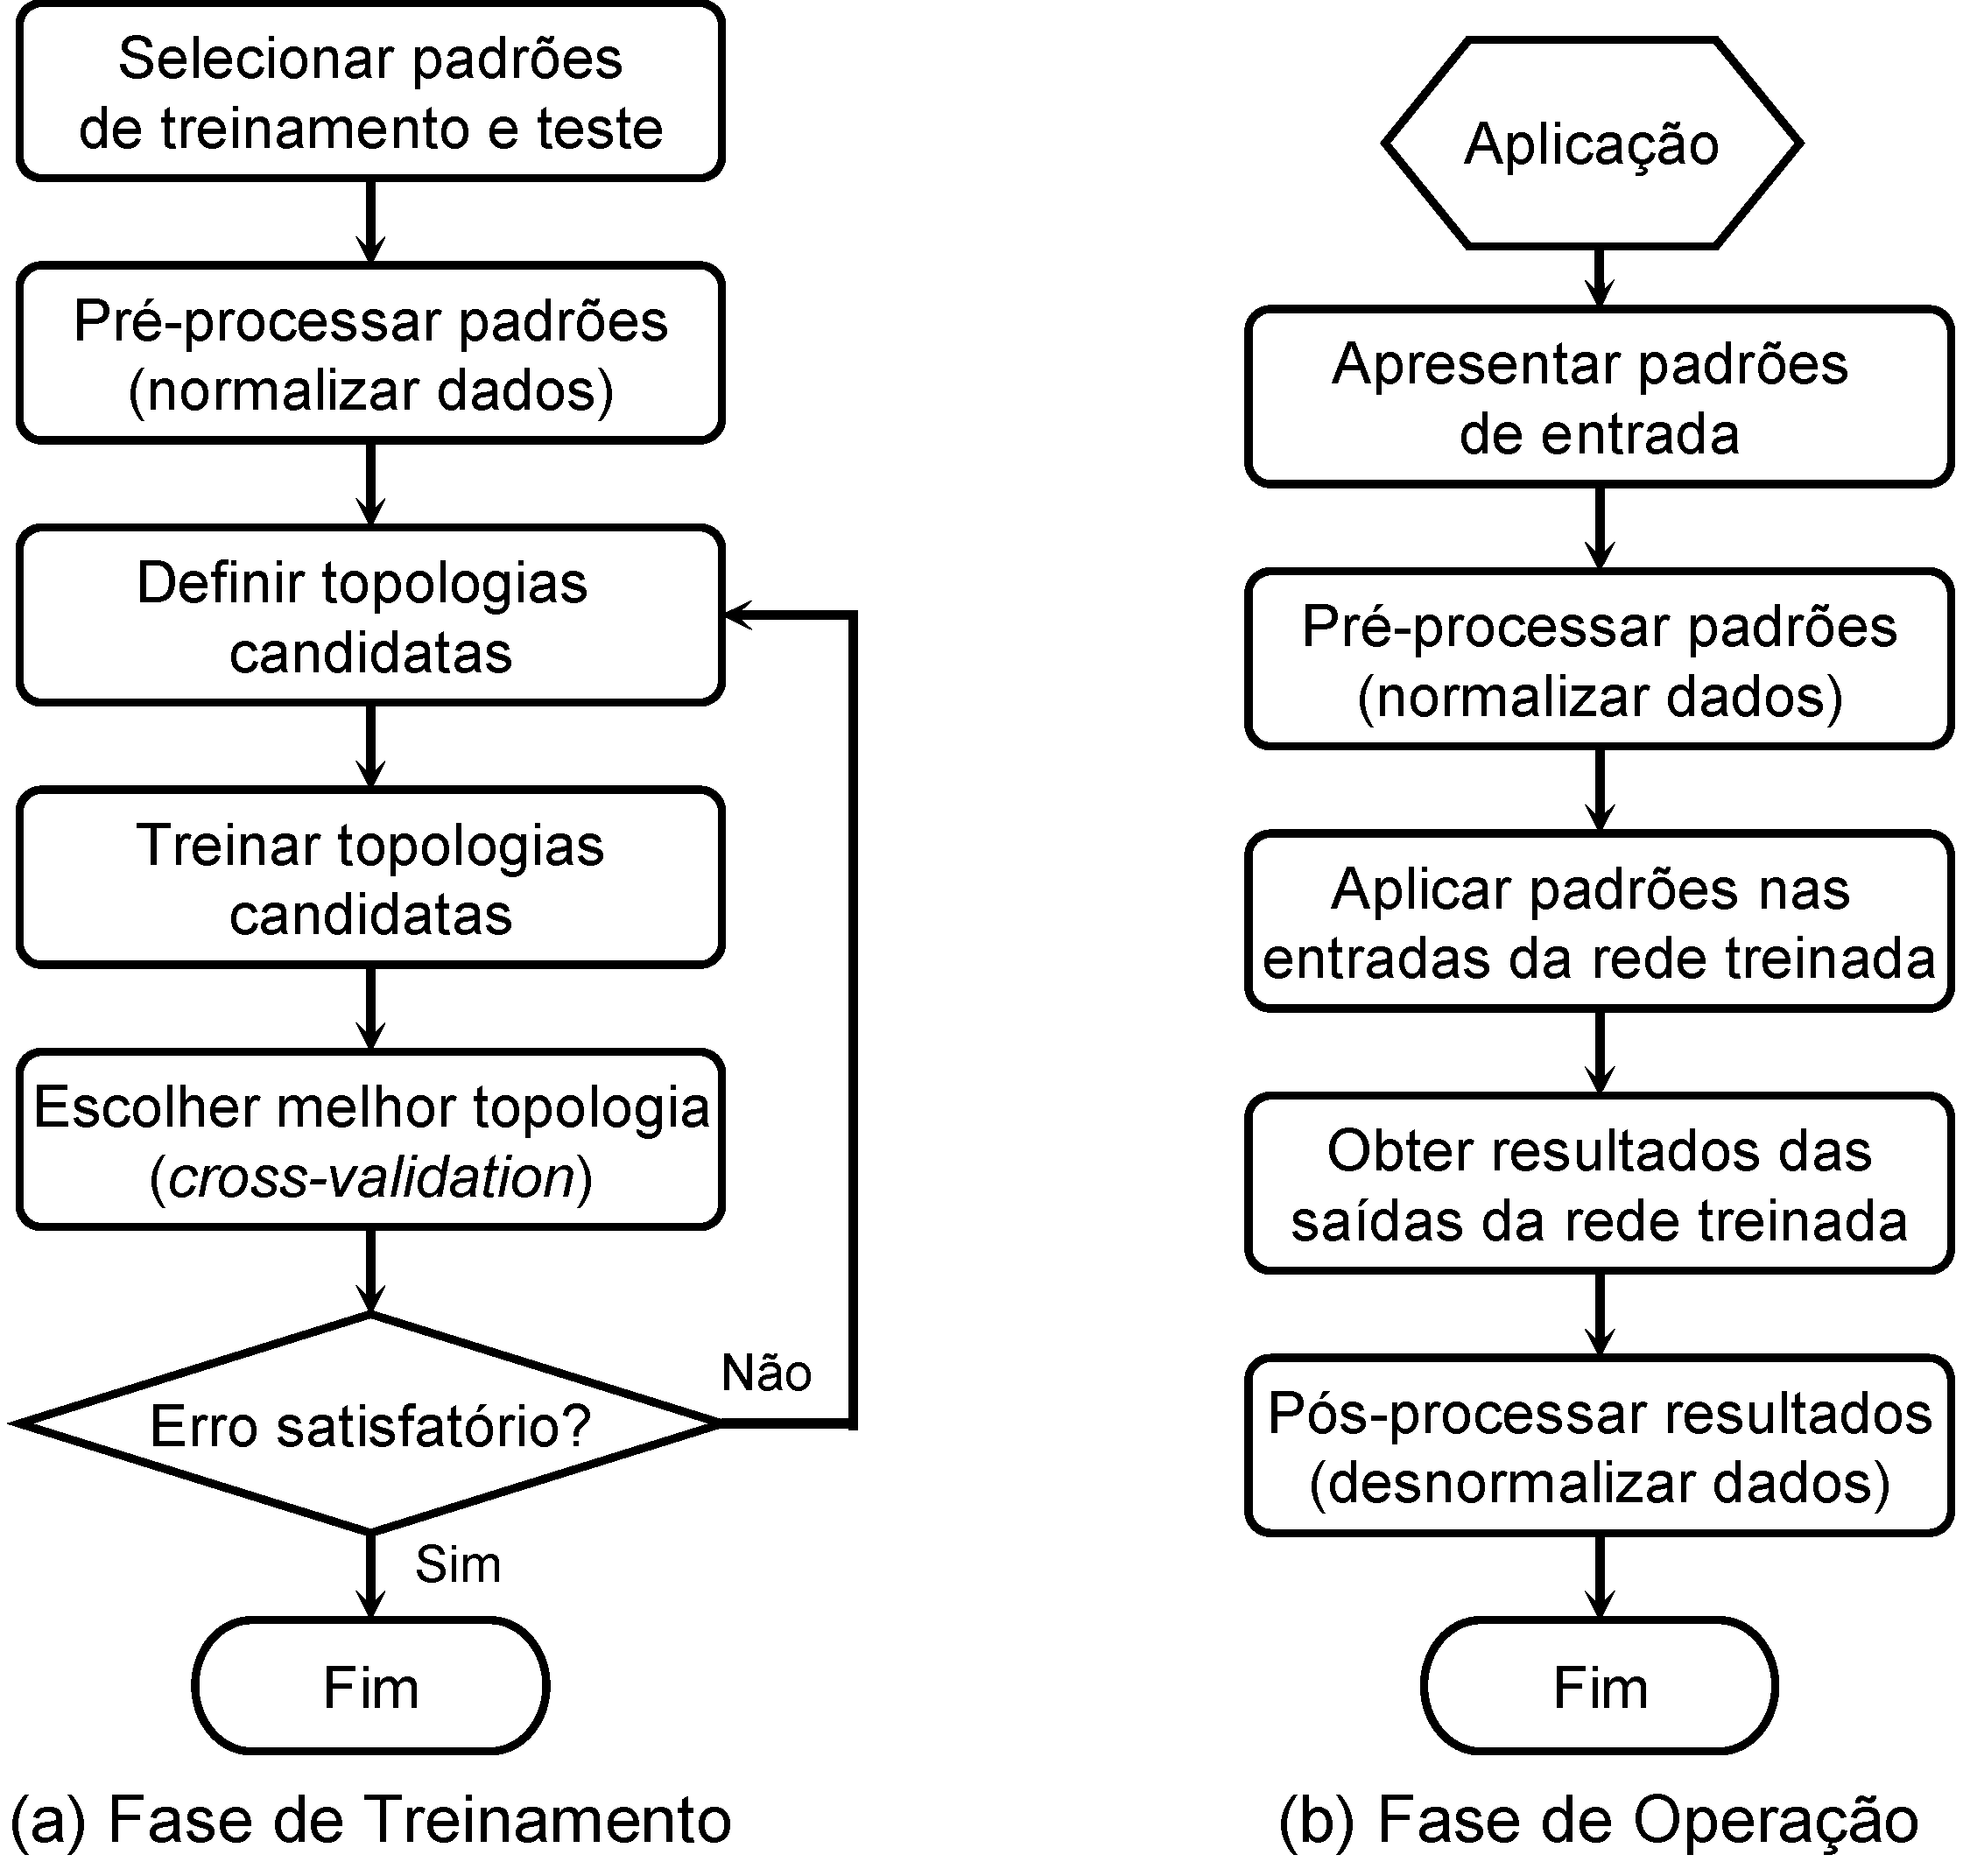 Selecionar padrões
de treinamento e teste
Pré-processar padrões
(normalizar dados)
Definir topologias
candidatas
Treinar topologias
candidatas
Escolher melhor topologia
(cross-validation)
Erro satisfatório?
Não
Sim
Fim
(a) Fase de Treinamento
Aplicação
Apresentar padrões
de entrada
Pré-processar padrões
(normalizar dados)
Aplicar padrões nas
entradas da rede treinada
Obter resultados das
saídas da rede treinada
Pós-processar resultados
(desnormalizar dados)
Fim
(b) Fase de Operação